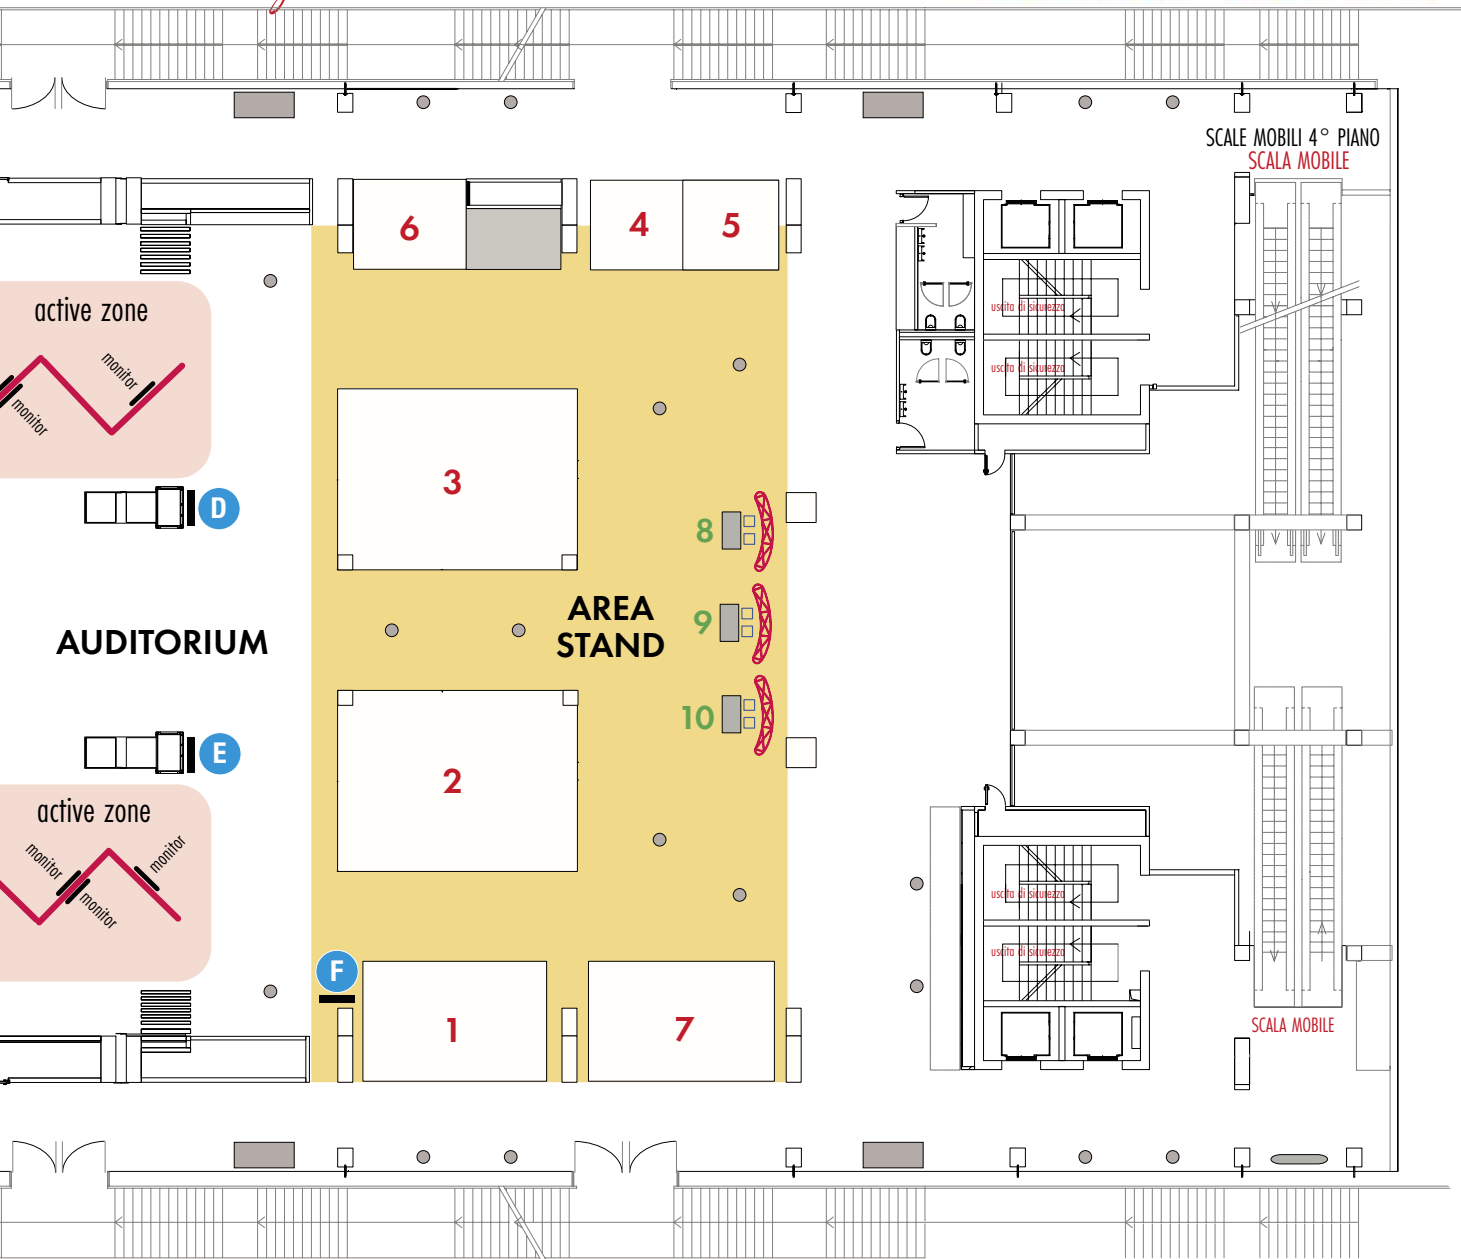 SCALE MOBILI 4° PIANO
SCALA MOBILE
6
4
5
active zone
monitor
monitor
uscita di sicurezza
uscita di sicurezza
3
D
8
AREA
STAND
9
AUDITORIUM
10
E
2
active zone
monitor
monitor
monitor
uscita di sicurezza
uscita di sicurezza
F
1
7
SCALA MOBILE